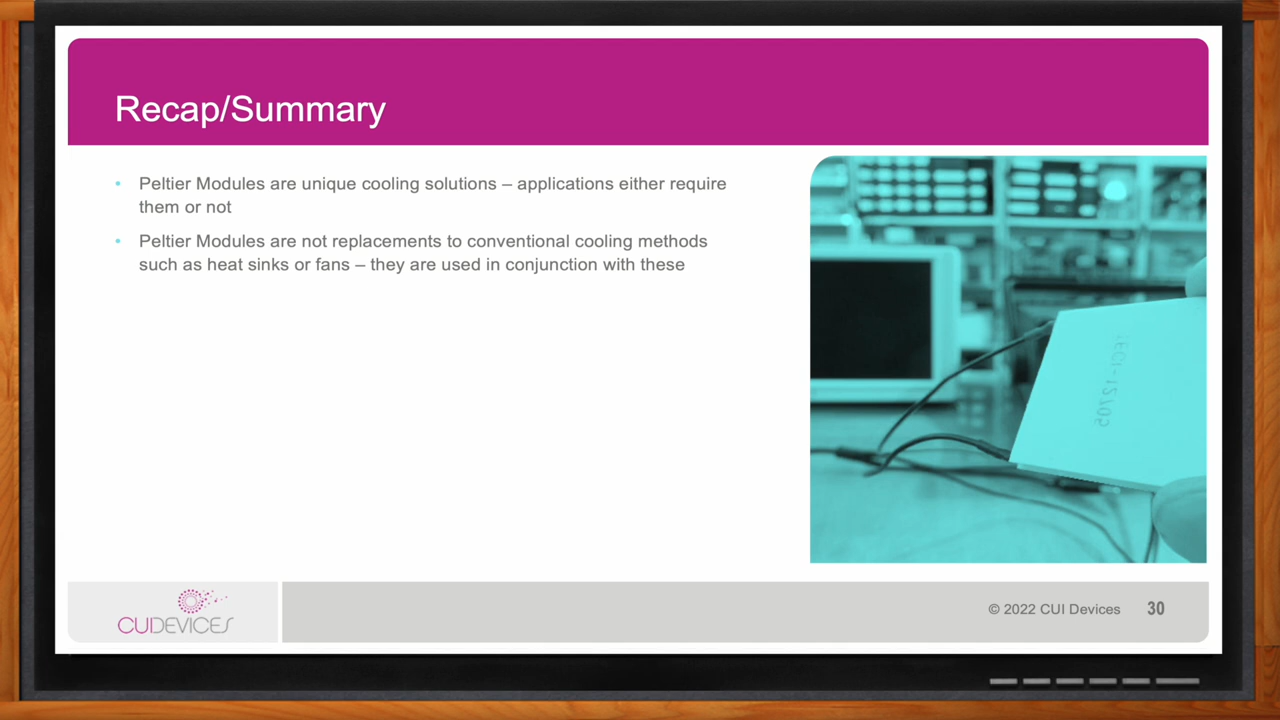 Recap/Summary
• Peltier Modules are unique cooling solutions – applications either require
them or not
• Peltier Modules are not replacements to conventional cooling methods
such as heat sinks or fans – they are used in conjunction with these
CUIDEVICES
© 2022 CUI Devices 30